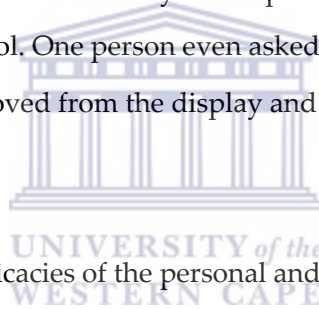 ol. One person even asked
oved from the display and
UNIVERSITY of the
icacies of the personal and
WESTERN CAPE